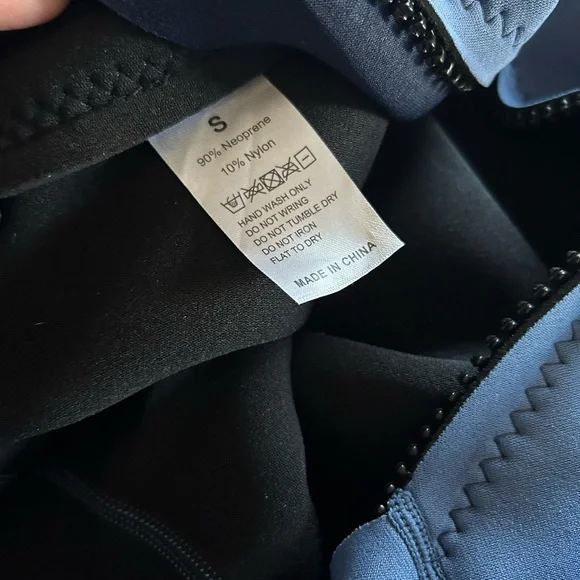 S
90% Neoprene
10% Nylon
HAND WASH ONLY
DO NOT WRING
DO NOT TUMBLE DRY
DO NOT IRON
FLAT TO DRY
MADE IN CHINA